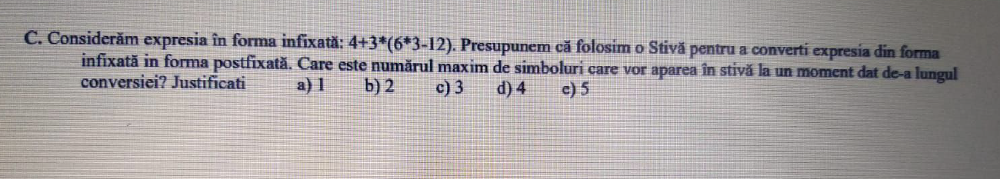 C. Considerăm expresia în forma infixată: 4+3*(6*3-12). Presupunem că folosim o Stivă pentru a converti expresia din forma
infixată in forma postfixată. Care este numărul maxim de simboluri care vor aparea în stivă la un moment dat de-a lungul
conversiei? Justificati a) 1 b) 2 c) 3 d) 4 e) 5